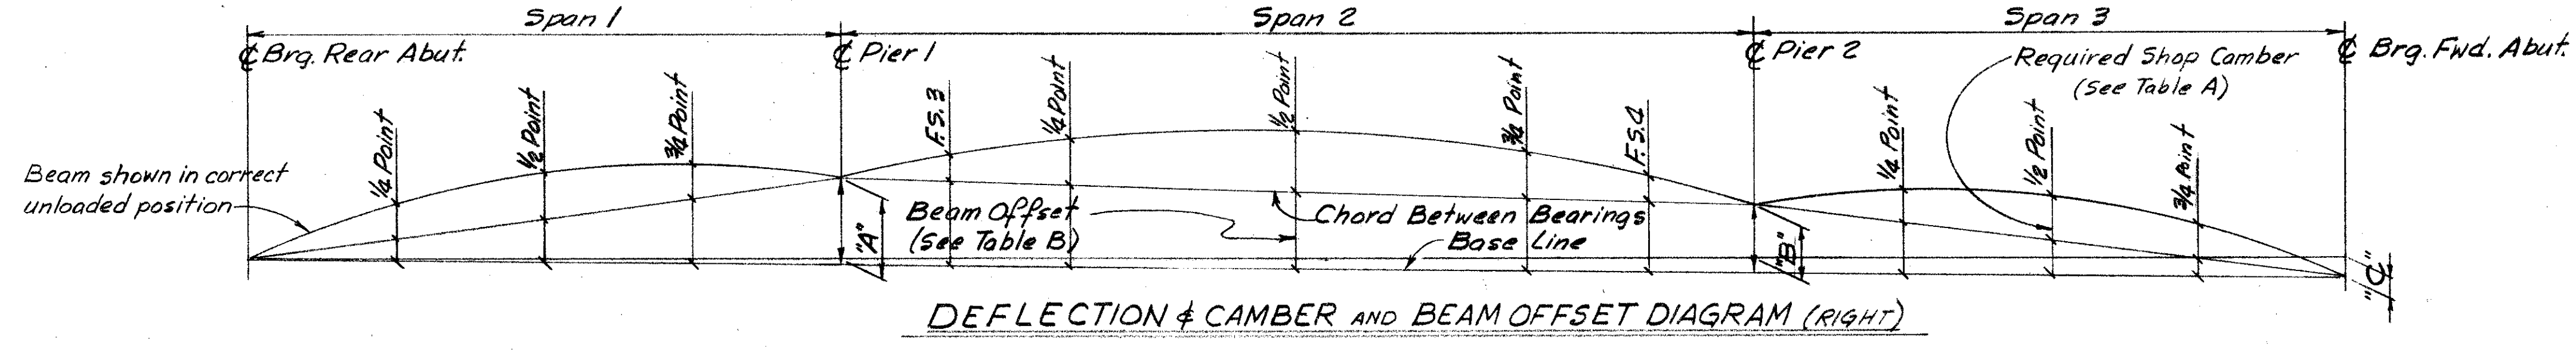 Span 1
Span 2
Span 3
℄ Brg. Rear Abut.
℄ Pier 1
℄ Pier 2
Required Shop Camber
(See Table A)
℄ Brg. Fwd. Abut.
1/4 Point
1/2 Point
3/4 Point
F.S.3
1/4 Point
1/2 Point
3/4 Point
F.S.4
1/4 Point
1/2 Point
3/4 Point
Beam shown in correct
unloaded position
"A"
Beam Offset
(See Table B)
Chord Between Bearings
Base Line
"B"
"C"
DEFLECTION & CAMBER AND BEAM OFFSET DIAGRAM (RIGHT)